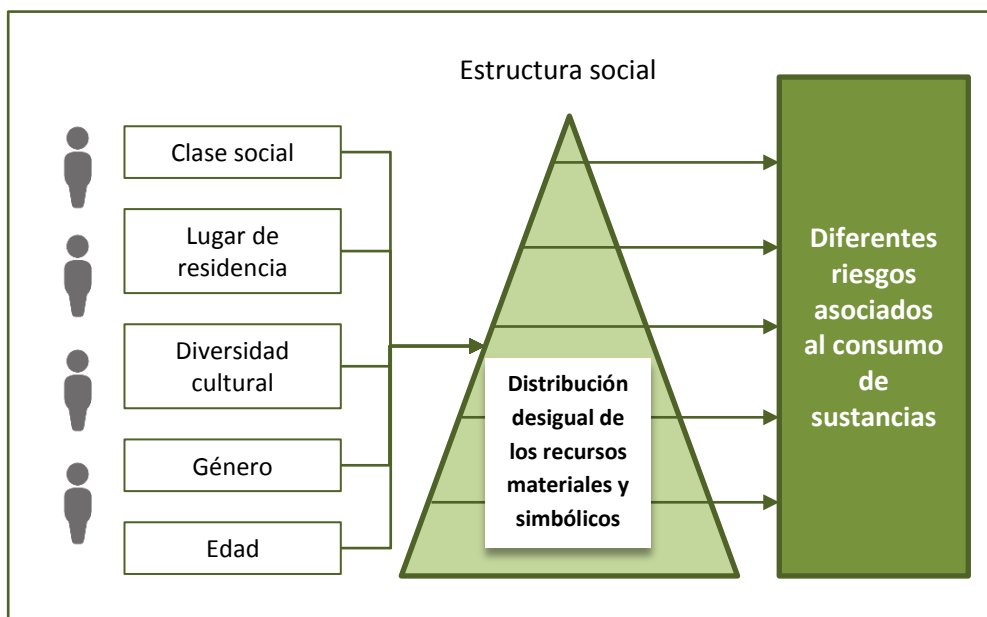 Estructura social
Clase social
Lugar de
residencia
Diversidad
cultural
Género
Edad
Distribución
desigual de
los recursos
materiales y
simbólicos
Diferentes
riesgos
asociados
al consumo
de
sustancias